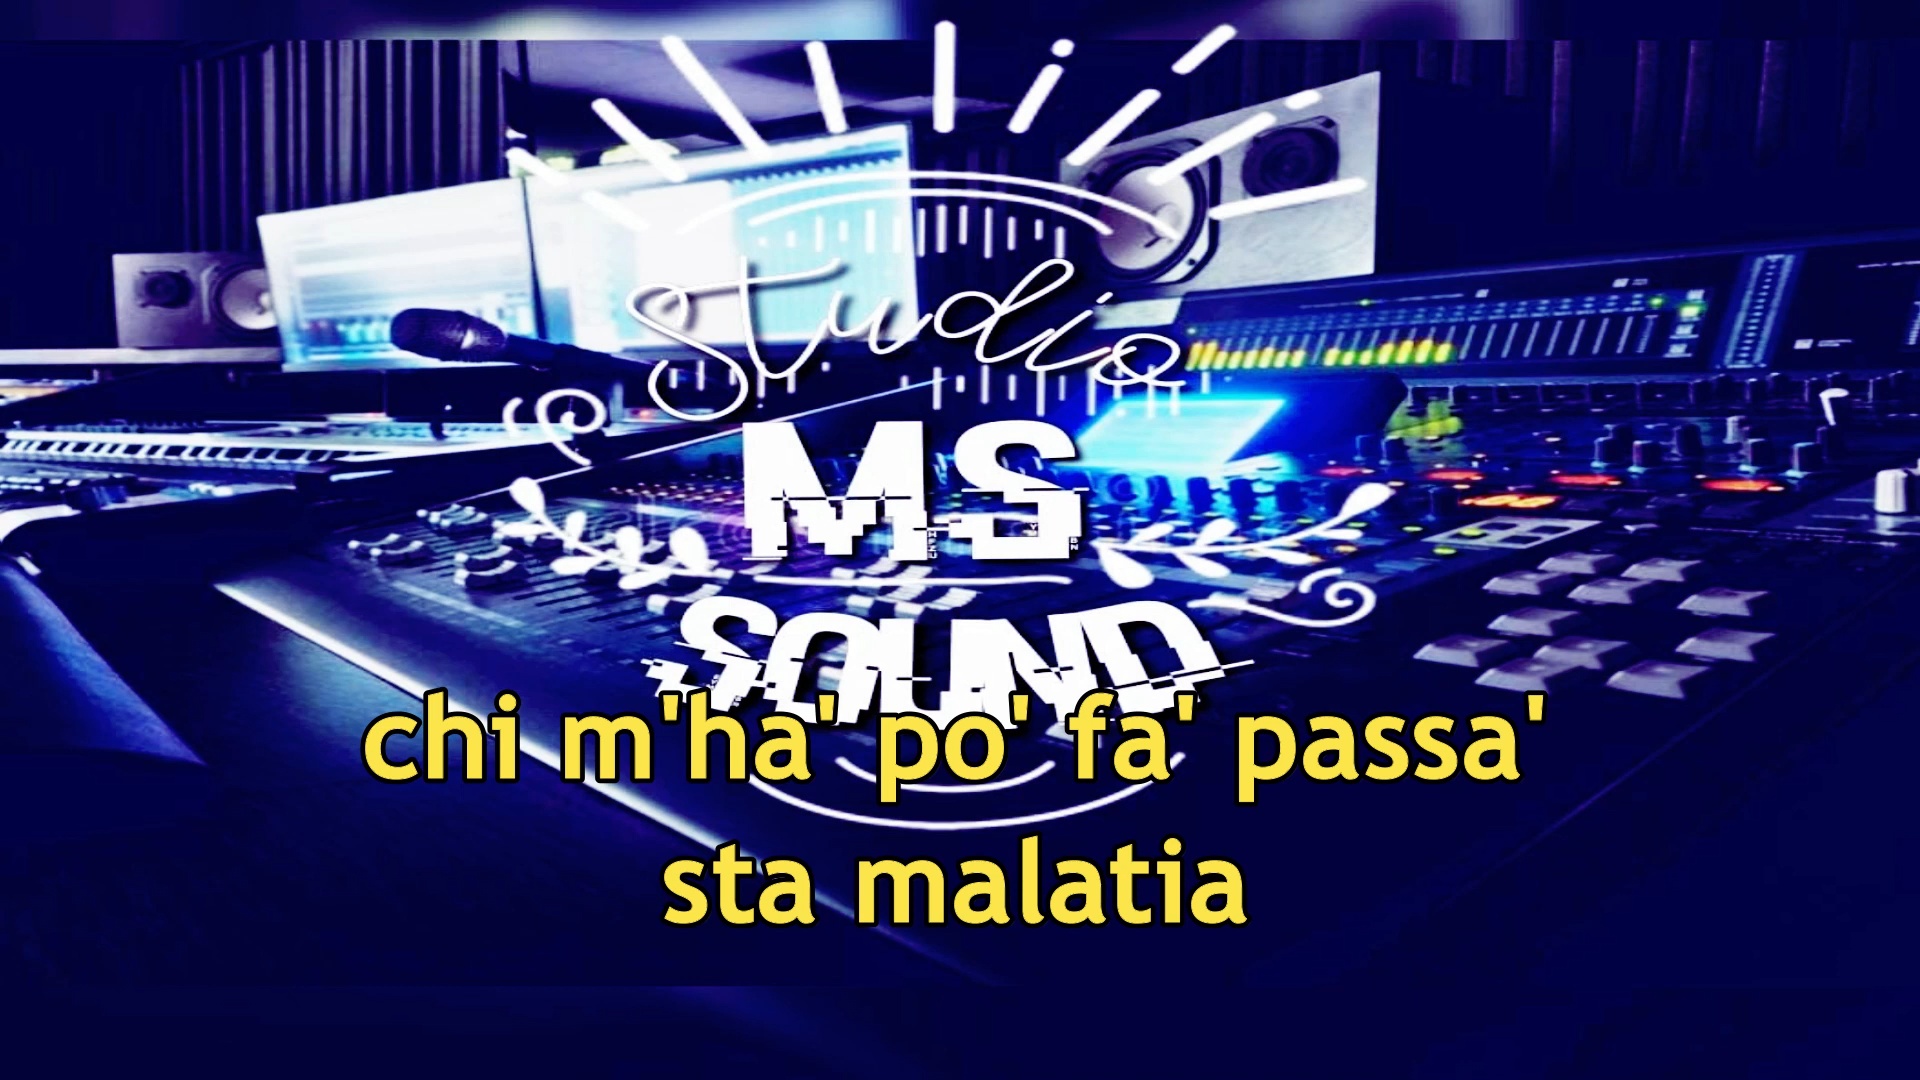 Studio
MS
SOUND
chi m'ha' po' fa' passa'
sta malatia